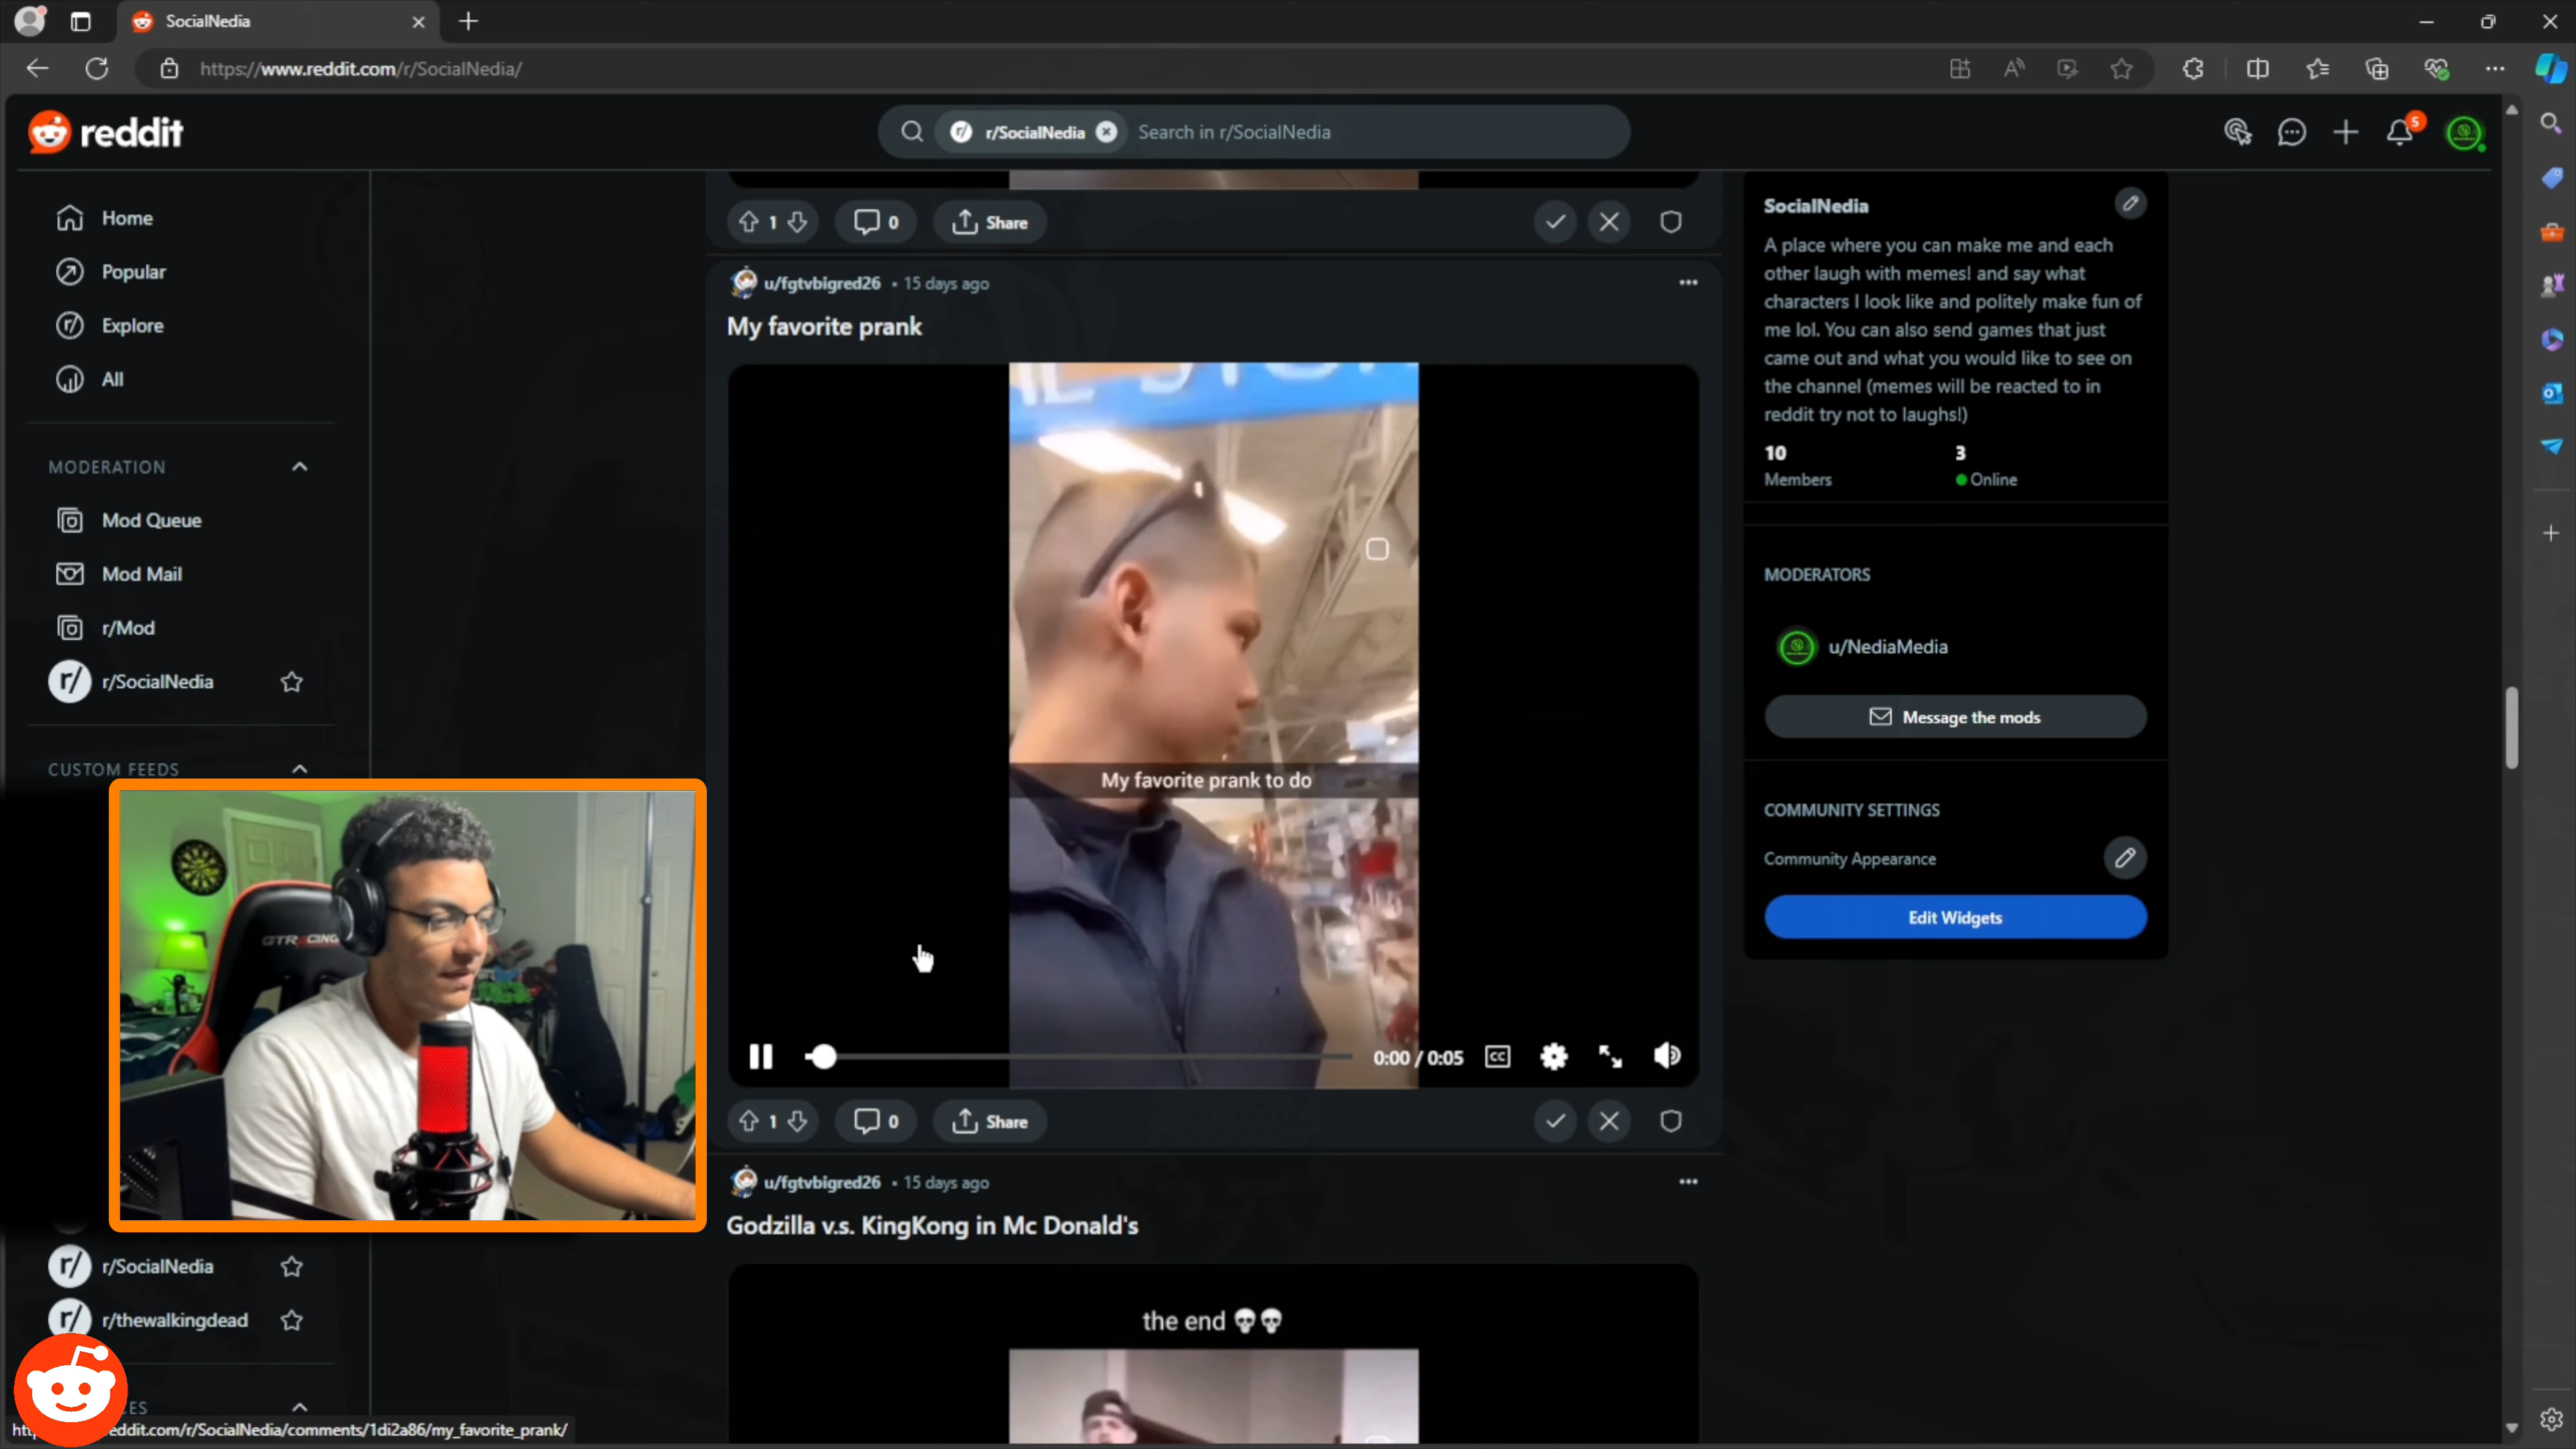 SocialNedia
https://www.reddit.com/r/SocialNedia/
reddit
r/SocialNedia
Search in r/SocialNedia
5
Home
Popular
Explore
All
MODERATION
Mod Queue
Mod Mail
r/Mod
r/SocialNedia
CUSTOM FEEDS
GTRACING
r/SocialNedia
r/thewalkingdead
eddit.com/r/SocialNedia/comments/1di2a86/my_favorite_prank/
1
0
Share
u/fgtvbigred26 • 15 days ago
My favorite prank
My favorite prank to do
0:00 / 0:05
CC
1
0
Share
u/fgtvbigred26 • 15 days ago
Godzilla v.s. KingKong in Mc Donald's
the end 💀💀
SocialNedia
A place where you can make me and each
other laugh with memes! and say what
characters I look like and politely make fun of
me lol. You can also send games that just
came out and what you would like to see on
the channel (memes will be reacted to in
reddit try not to laughs!)
10
Members
3
Online
MODERATORS
u/NediaMedia
Message the mods
COMMUNITY SETTINGS
Community Appearance
Edit Widgets